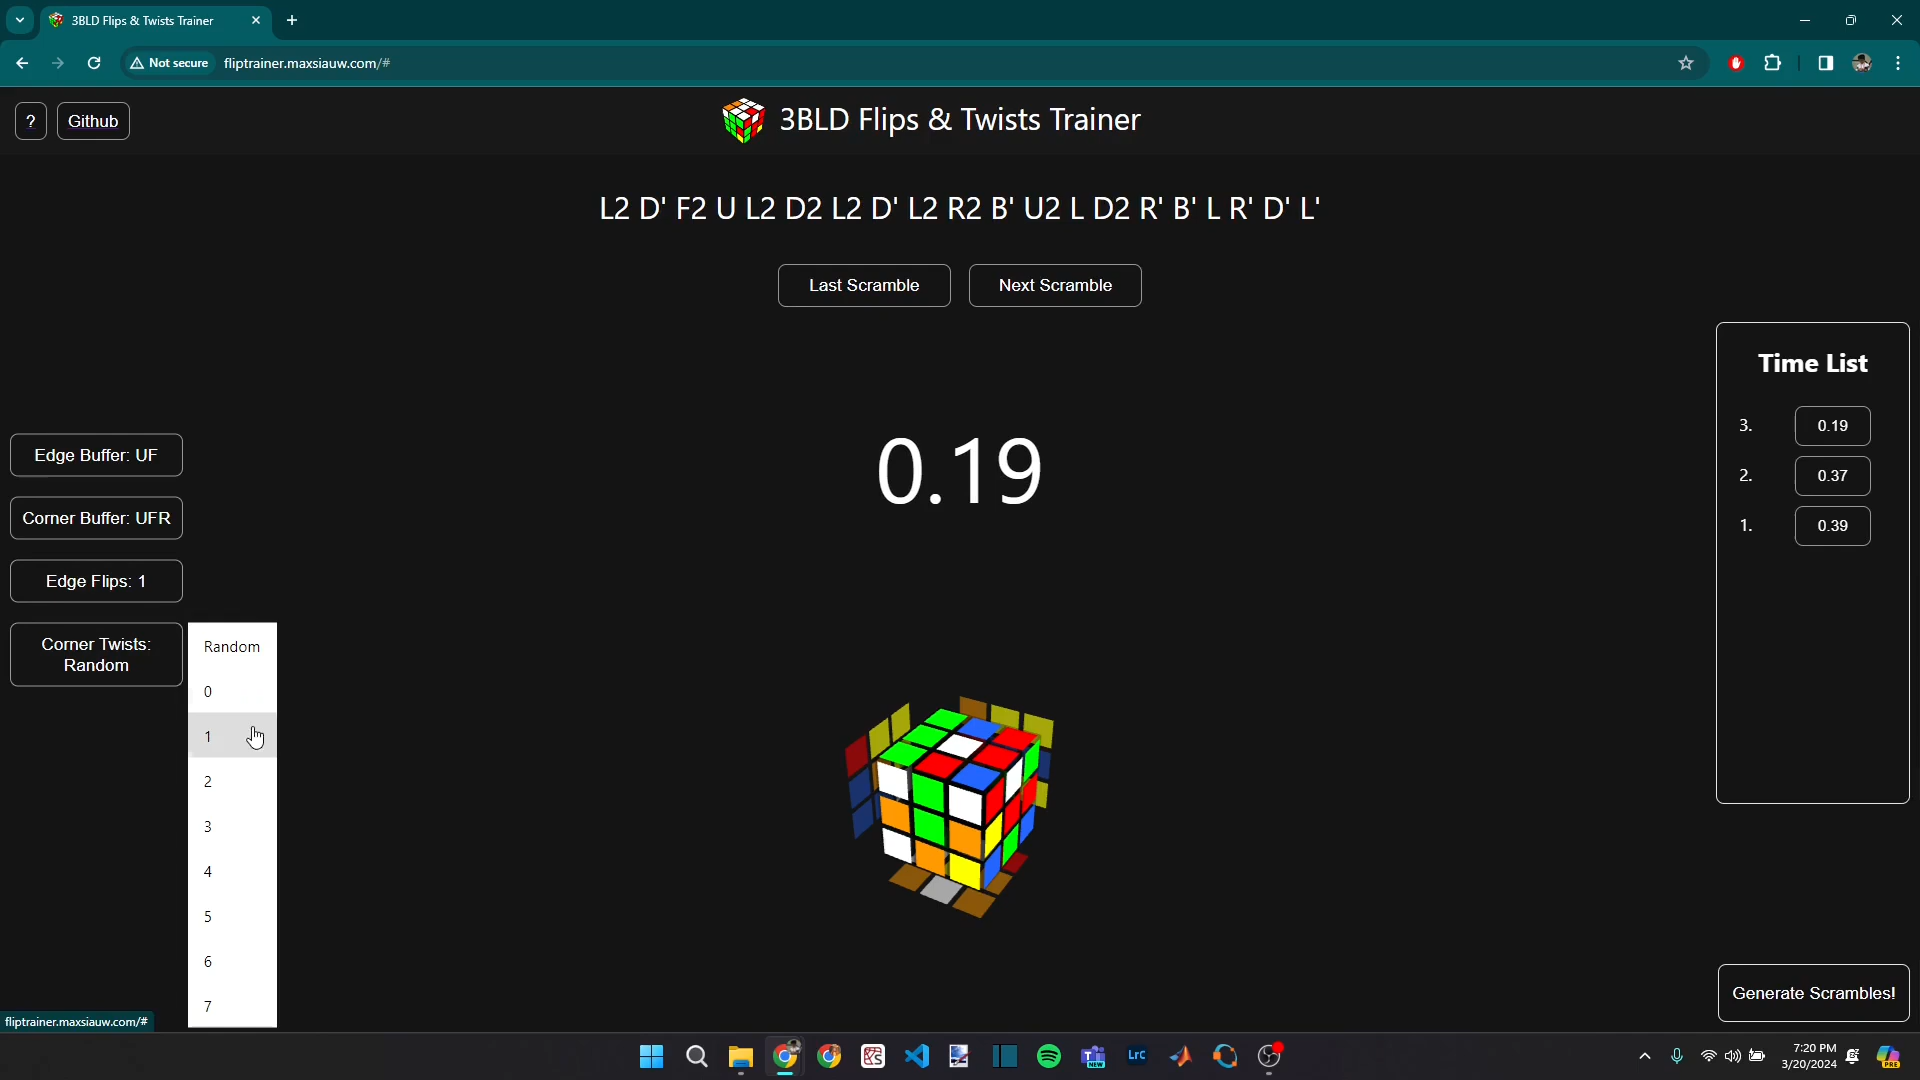 3BLD Flips & Twists Trainer
Not secure
fliptrainer.maxsiauw.com/#
?
Github
3BLD Flips & Twists Trainer
L2 D' F2 U L2 D2 L2 D' L2 R2 B' U2 L D2 R' B' L R' D' L'
Last Scramble
Next Scramble
Time List
3.
0.19
2.
0.37
1.
0.39
0.19
Edge Buffer: UF
Corner Buffer: UFR
Edge Flips: 1
Corner Twists:
Random
Random
0
1
2
3
4
5
6
7
Generate Scrambles!
fliptrainer.maxsiauw.com/#
NEW
LrC
7:20 PM
3/20/2024
PRE